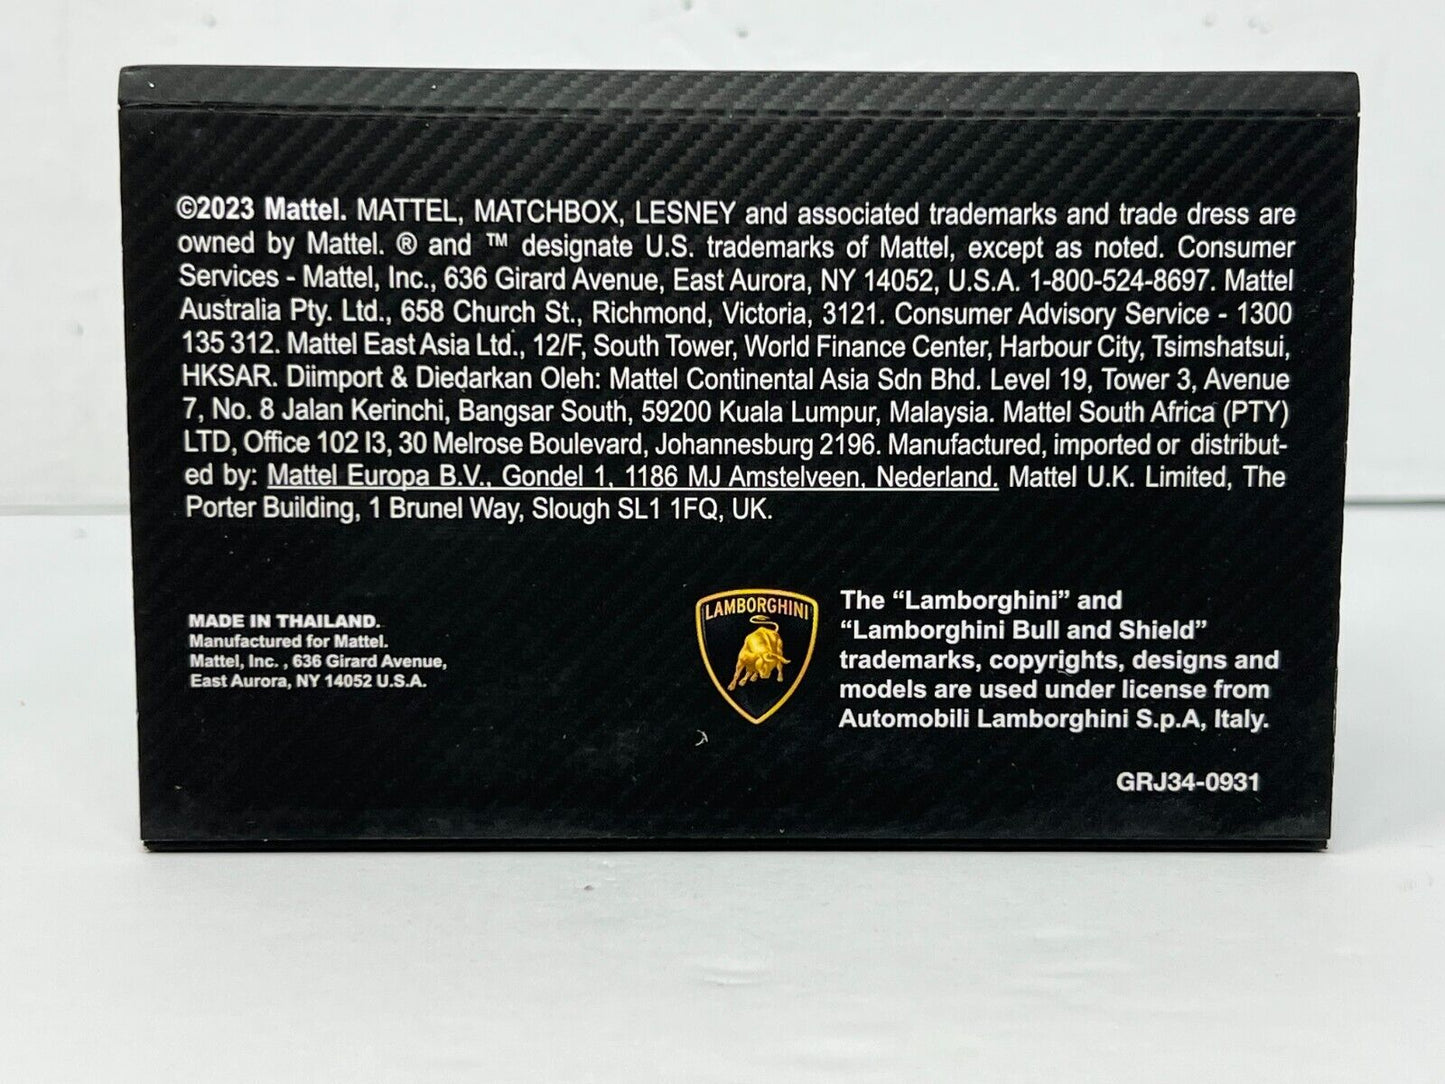 ©2023 Mattel. MATTEL, MATCHBOX, LESNEY and associated trademarks and trade dress are
owned by Mattel. ® and ™ designate U.S. trademarks of Mattel, except as noted. Consumer
Services - Mattel, Inc., 636 Girard Avenue, East Aurora, NY 14052, U.S.A. 1-800-524-8697. Mattel
Australia Pty. Ltd., 658 Church St., Richmond, Victoria, 3121. Consumer Advisory Service - 1300
135 312. Mattel East Asia Ltd., 12/F, South Tower, World Finance Center, Harbour City, Tsimshatsui,
HKSAR. Diimport & Diedarkan Oleh: Mattel Continental Asia Sdn Bhd. Level 19, Tower 3, Avenue
7, No. 8 Jalan Kerinchi, Bangsar South, 59200 Kuala Lumpur, Malaysia. Mattel South Africa (PTY)
LTD, Office 102 I3, 30 Melrose Boulevard, Johannesburg 2196. Manufactured, imported or distribut-
ed by: Mattel Europa B.V., Gondel 1, 1186 MJ Amstelveen, Nederland. Mattel U.K. Limited, The
Porter Building, 1 Brunel Way, Slough SL1 1FQ, UK.
MADE IN THAILAND.
Manufactured for Mattel.
Mattel, Inc. , 636 Girard Avenue,
East Aurora, NY 14052 U.S.A.
LAMBORGHINI
The “Lamborghini” and
“Lamborghini Bull and Shield”
trademarks, copyrights, designs and
models are used under license from
Automobili Lamborghini S.p.A, Italy.
GRJ34-0931